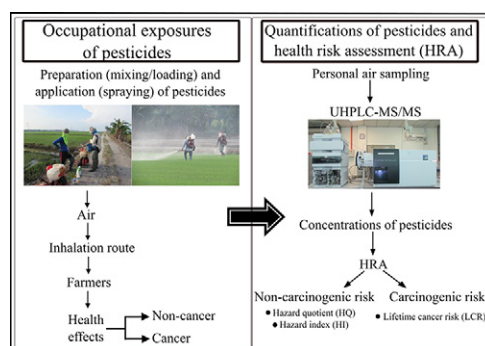 Occupational exposures
of pesticides
Preparation (mixing/loading) and
application (spraying) of pesticides
Air
Inhalation route
Farmers
Health
effects
Non-cancer
Cancer
Quantifications of pesticides and
health risk assessment (HRA)
Personal air sampling
UHPLC-MS/MS
Concentrations of pesticides
HRA
Non-carcinogenic risk
Hazard quotient (HQ)
Hazard index (HI)
Carcinogenic risk
Lifetime cancer risk (LCR)